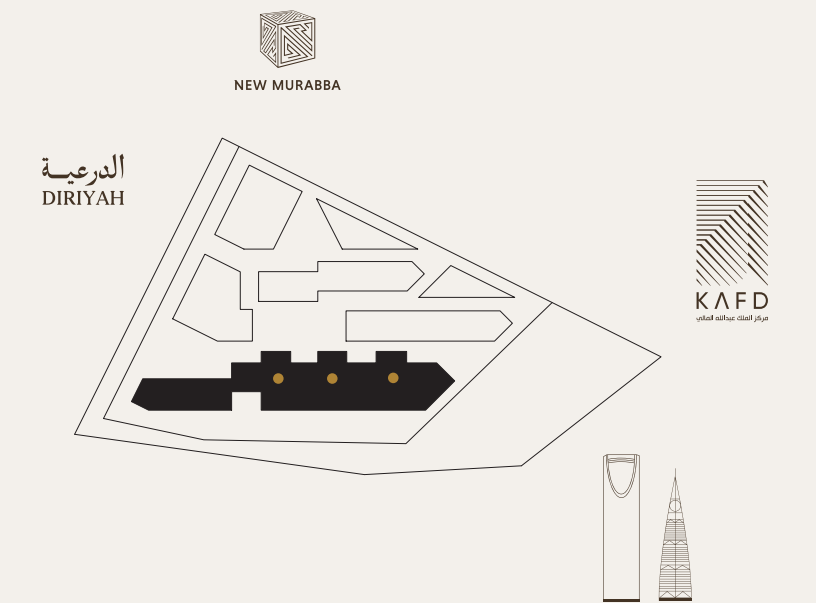 NEW MURABBA
الدرعية
DIRIYAH
KAFD
مركز الملك عبدالله المالي